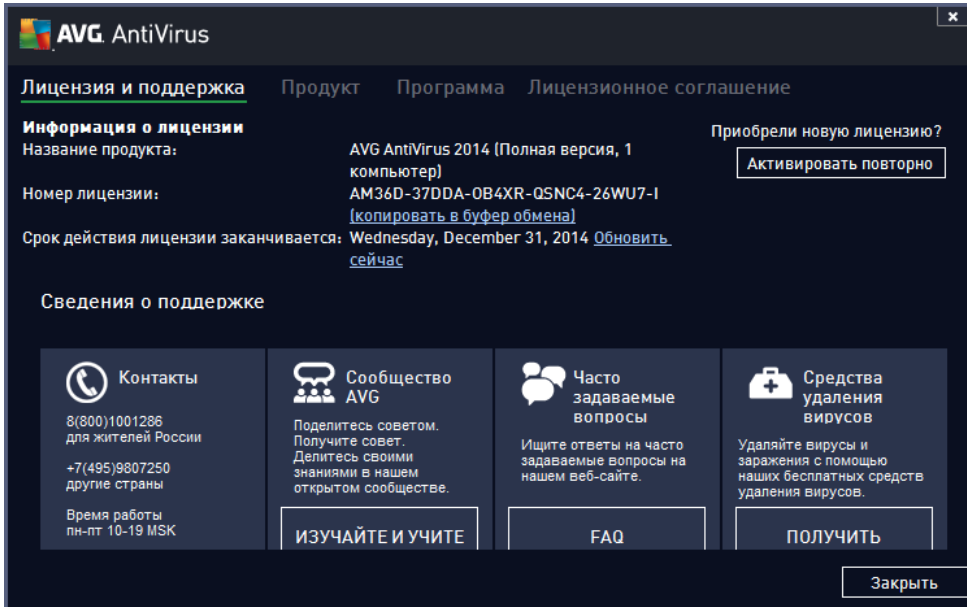 AVG. AntiVirus
Лицензия и поддержка Продукт Программа Лицензионное соглашение
Информация о лицензии
Приобрели новую лицензию?
Активировать повторно
Название продукта: AVG AntiVirus 2014 (Полная версия, 1
компьютер)
Номер лицензии: AM36D-37DDA-OB4XR-QSNC4-26WU7-I
(копировать в буфер обмена)
Срок действия лицензии заканчивается: Wednesday, December 31, 2014 Обновить
сейчас
Сведения о поддержке
Контакты
8(800)1001286
для жителей России
+7(495)9807250
другие страны
Время работы
пн-пт 10-19 MSK
Сообщество
AVG
Поделитесь советом.
Получите совет.
Делитесь своими
знаниями в нашем
открытом сообществе.
ИЗУЧАЙТЕ И УЧИТЕ
Часто
задаваемые
вопросы
Ищите ответы на часто
задаваемые вопросы на
нашем веб-сайте.
FAQ
Средства
удаления
вирусов
Удаляйте вирусы и
заражения с помощью
наших бесплатных средств
удаления вирусов.
ПОЛУЧИТЬ
Закрыть